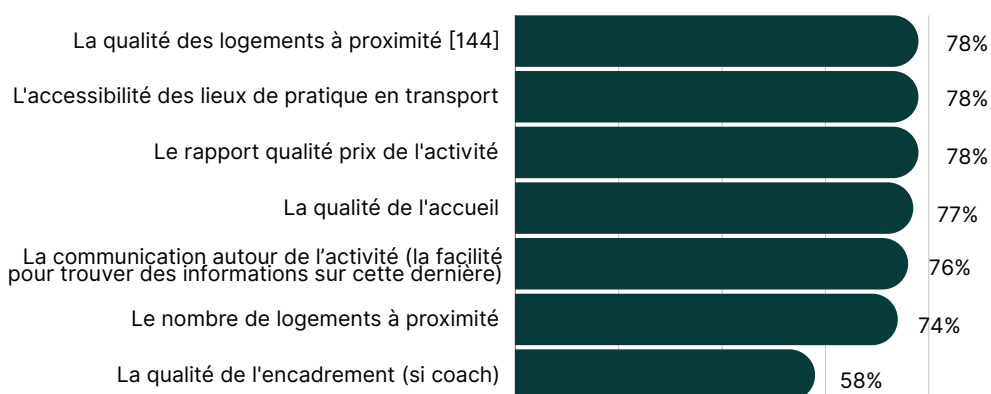 La qualité des logements à proximité [144]
78%
L'accessibilité des lieux de pratique en transport
78%
Le rapport qualité prix de l'activité
78%
La qualité de l'accueil
77%
La communication autour de l’activité (la facilité
pour trouver des informations sur cette dernière)
76%
Le nombre de logements à proximité
74%
La qualité de l'encadrement (si coach)
58%